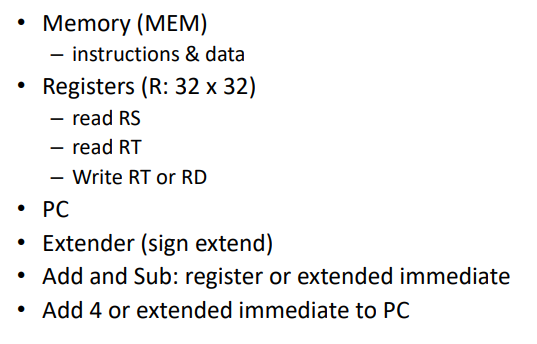 • Memory (MEM)
– instructions & data
• Registers (R: 32 x 32)
– read RS
– read RT
– Write RT or RD
• PC
• Extender (sign extend)
• Add and Sub: register or extended immediate
• Add 4 or extended immediate to PC